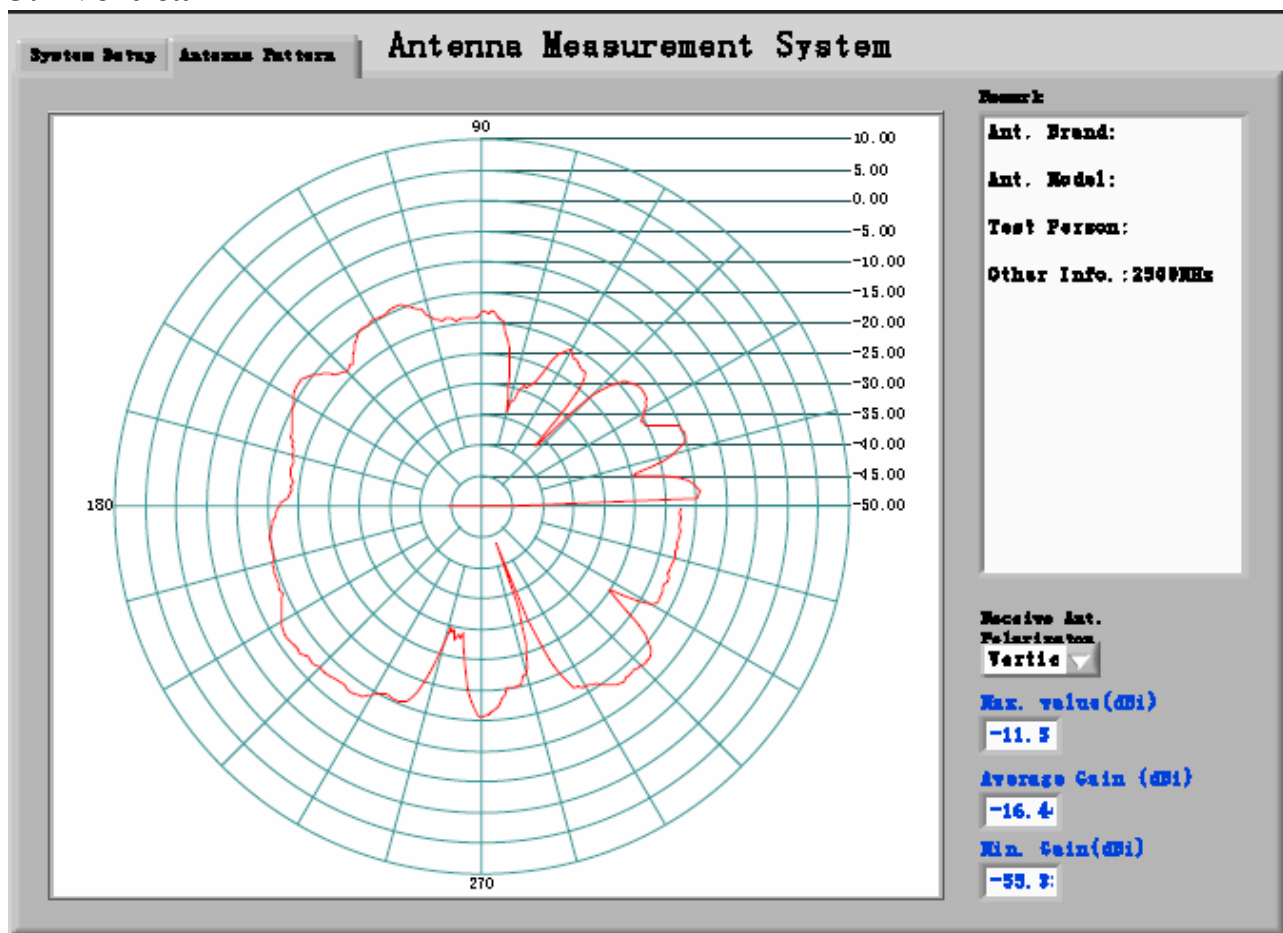 Antenna Measurement System
System Setup
Antenna Pattern
90
180
270
10.00
5.00
0.00
-5.00
-10.00
-15.00
-20.00
-25.00
-30.00
-35.00
-40.00
-45.00
-50.00
Remark
Ant. Brand:
Ant. Model:
Test Person:
Other Info.:
Receive Ant.
Polarizaton
Vertic
Max. value(dBi)
-11.5
Average Gain (dBi)
-16.4
Min. Gain(dBi)